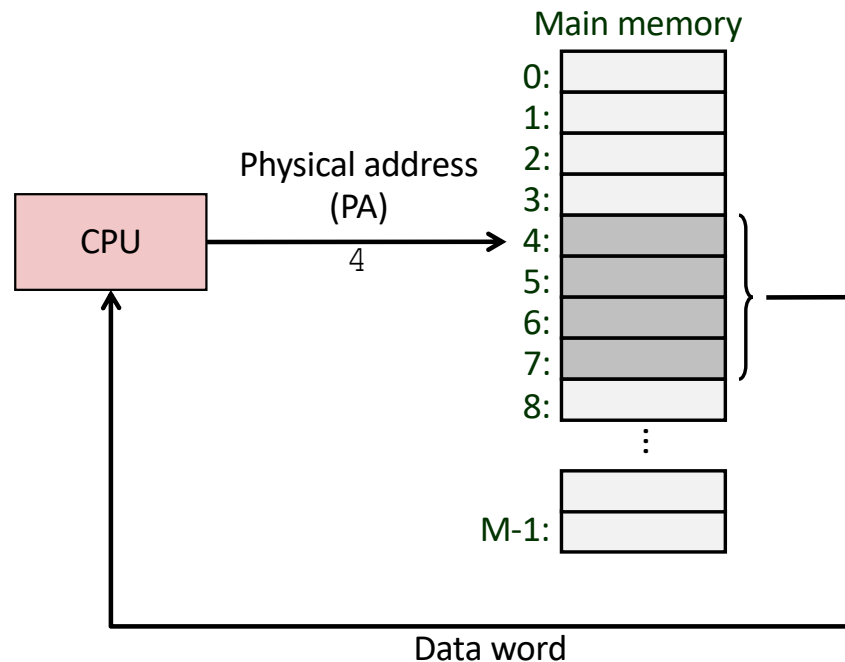 Main memory
0:
1:
2:
Physical address
(PA)
3:
CPU
4
4:
5:
6:
7:
8:
⋮
M-1:
Data word